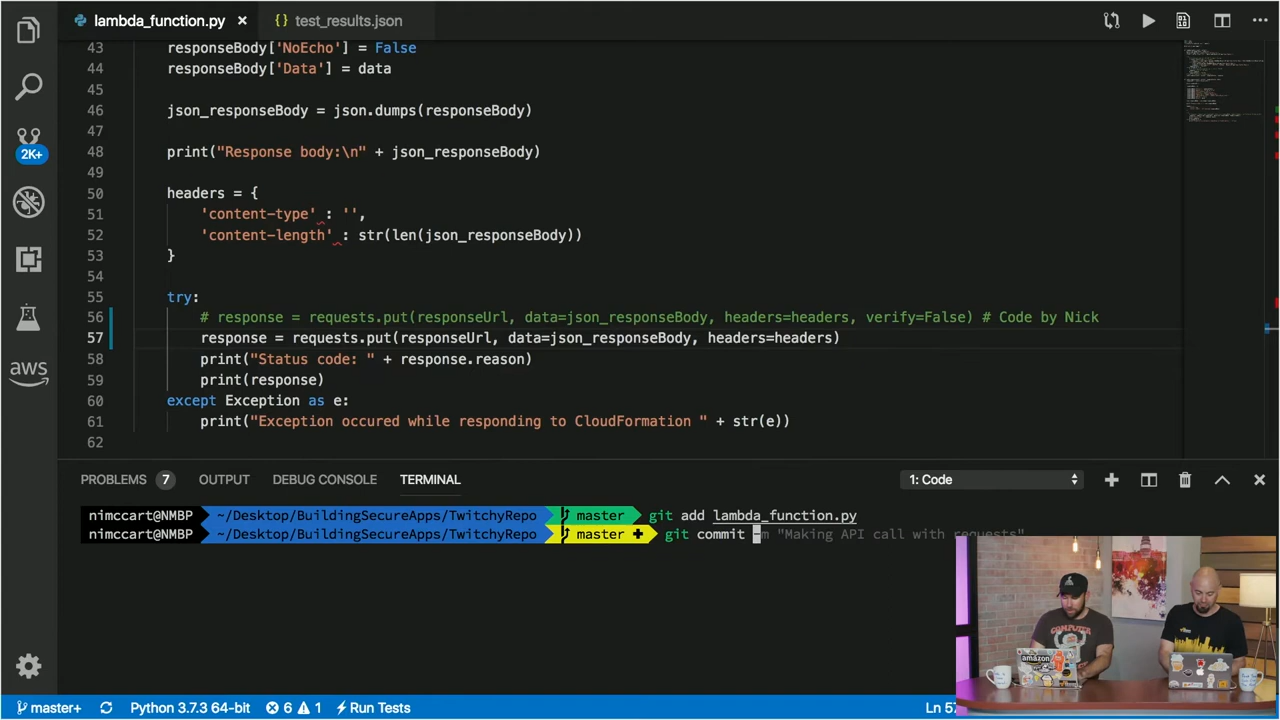 lambda_function.py
test_results.json
43 responseBody['NoEcho'] = False
44 responseBody['Data'] = data
45
46 json_responseBody = json.dumps(responseBody)
47
48 print("Response body:\n" + json_responseBody)
49
50 headers = {
51 'content-type' : '',
52 'content-length' : str(len(json_responseBody))
53 }
54
55 try:
56 # response = requests.put(responseUrl, data=json_responseBody, headers=headers, verify=False) # Code by Nick
57 response = requests.put(responseUrl, data=json_responseBody, headers=headers)
58 print("Status code: " + response.reason)
59 print(response)
60 except Exception as e:
61 print("Exception occured while responding to CloudFormation " + str(e))
62
2K+
aws
PROBLEMS 7 OUTPUT DEBUG CONSOLE TERMINAL 1: Code
nimccart@NMBP ~/Desktop/BuildingSecureApps/TwitchyRepo master git add lambda_function.py
nimccart@NMBP ~/Desktop/BuildingSecureApps/TwitchyRepo master + git commit -m "Making API call with requests"
COMPUTER
amazon
master+ Python 3.7.3 64-bit 6 1 Run Tests